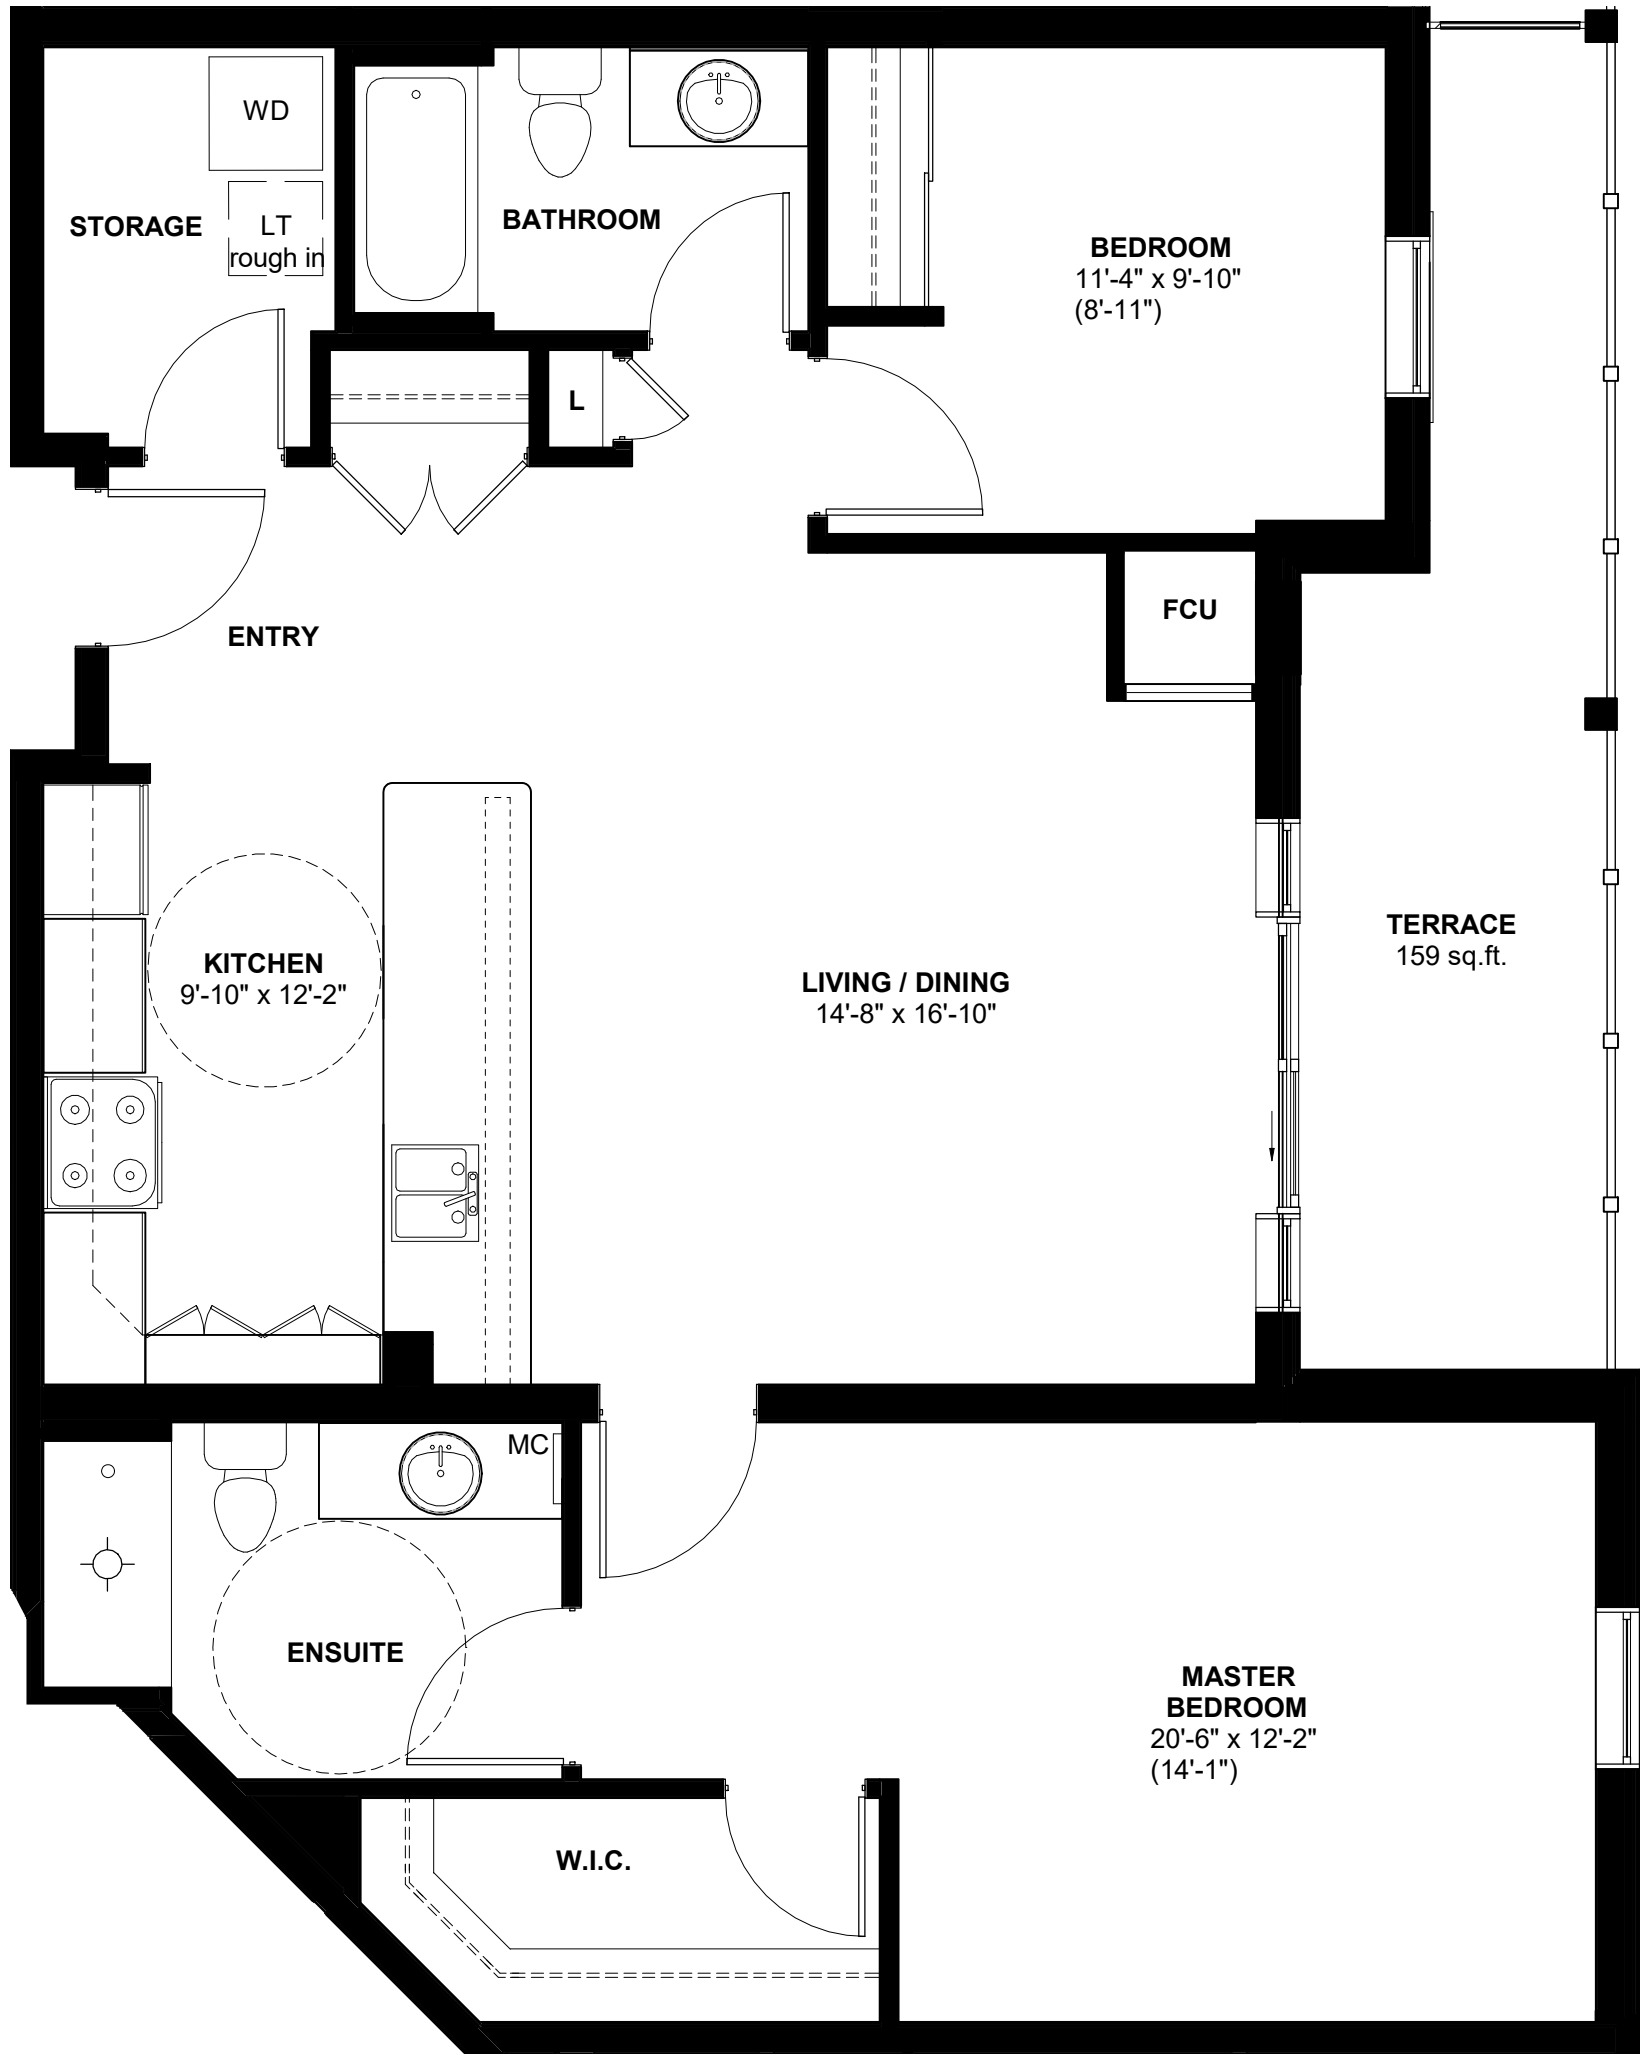 WD
STORAGE
LT
rough in
BATHROOM
BEDROOM
11'-4" x 9'-10"
(8'-11")
L
FCU
ENTRY
KITCHEN
9'-10" x 12'-2"
LIVING / DINING
14'-8" x 16'-10"
TERRACE
159 sq.ft.
MC
ENSUITE
MASTER
BEDROOM
20'-6" x 12'-2"
(14'-1")
W.I.C.